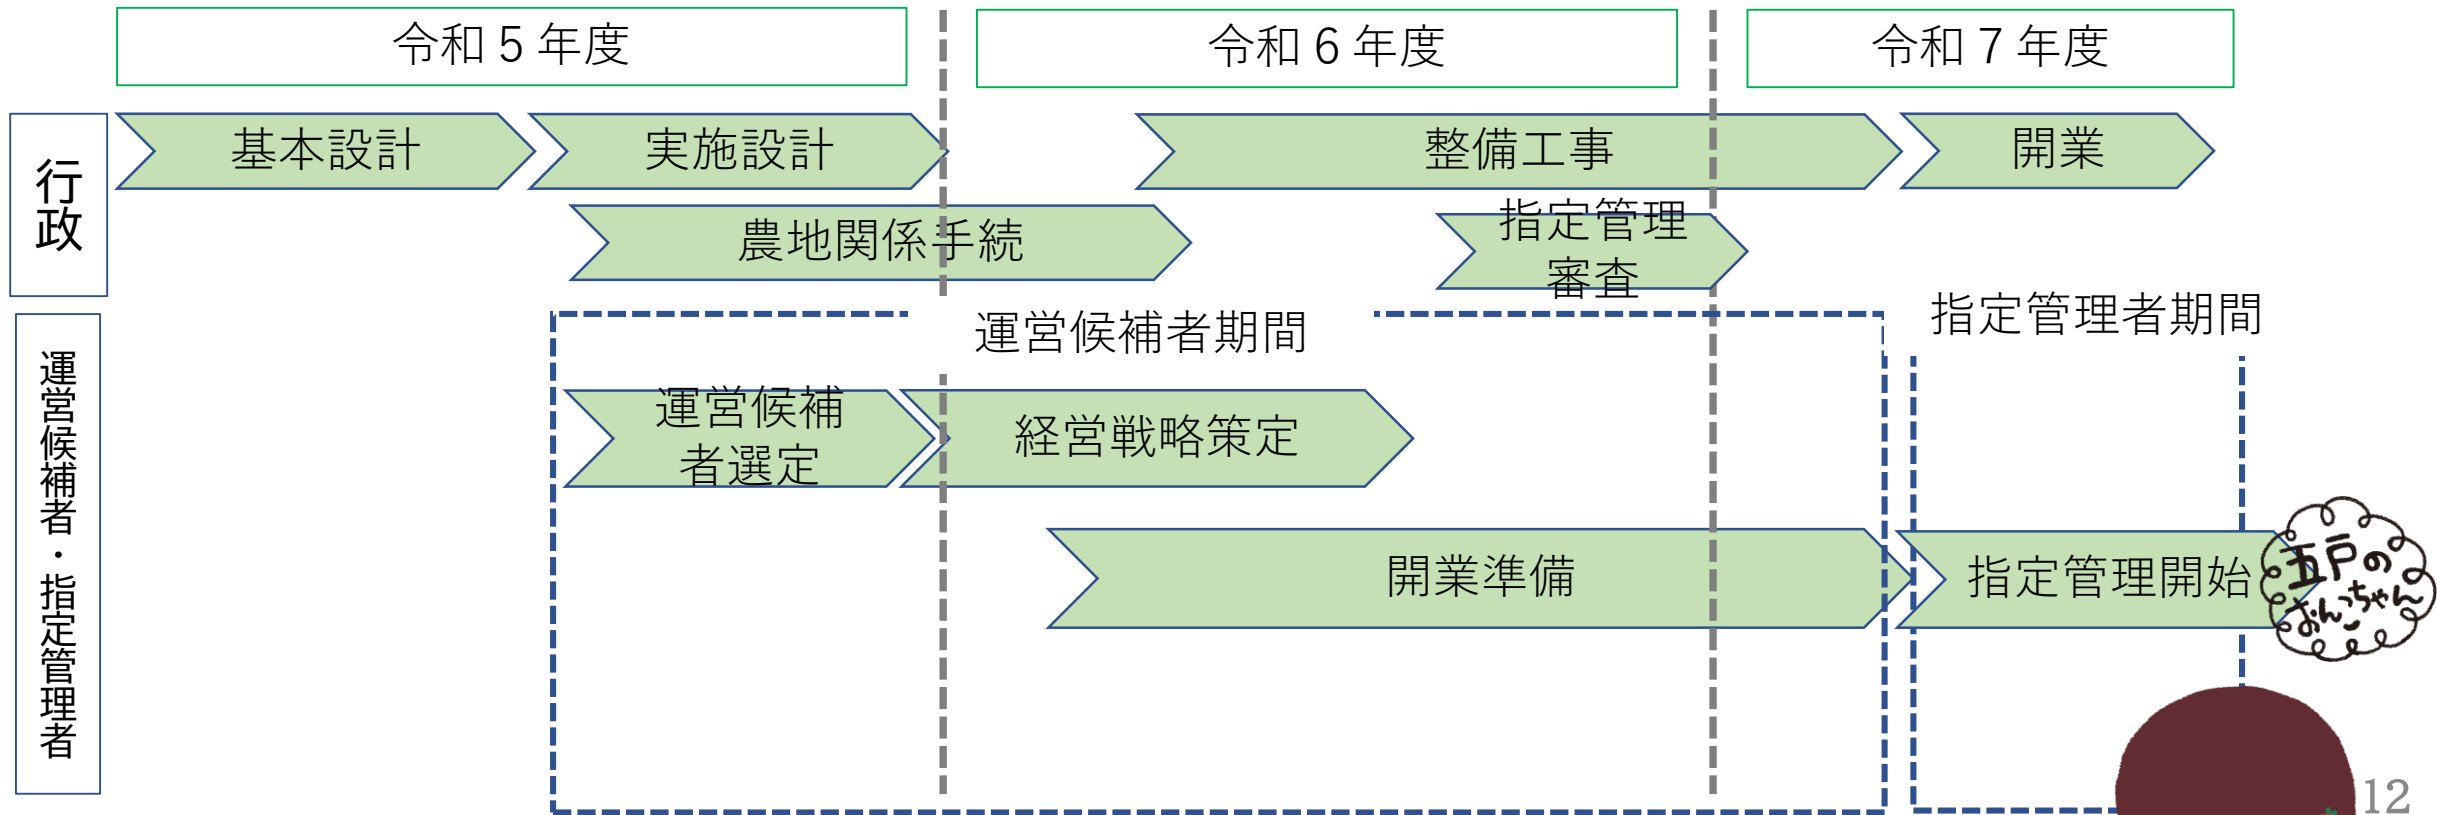 令和５年度
令和６年度
令和７年度
行政
基本設計
実施設計
整備工事
開業
農地関係手続
指定管理
審査
運営候補者・指定管理者
運営候補者期間
指定管理者期間
運営候補
者選定
経営戦略策定
開業準備
指定管理開始
五戸の
おんこちゃん
12